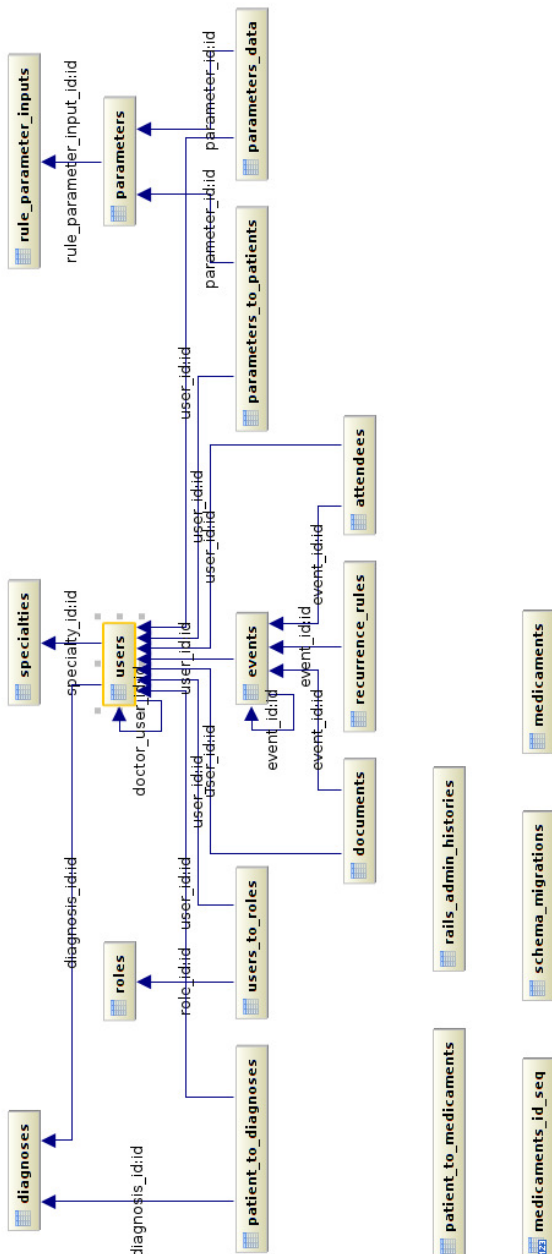 diagnoses
specialties
rule_parameter_inputs
diagnosis_id:id
specialty_id:id
rule_parameter_input_id:id
roles
users
parameters
diagnosis_id:id
doctor_user_id:id
role_id:id
user_id:id
user_id:id
user_id:id
user_id:id
user_id:id
user_id:id
user_id:id
parameter_id:id
parameter_id:id
patient_to_diagnoses
users_to_roles
events
parameters_to_patients
parameters_data
event_id:id
event_id:id
event_id:id
event_id:id
documents
recurrence_rules
attendees
patient_to_medicaments
rails_admin_histories
medicaments_id_seq
schema_migrations
medicaments